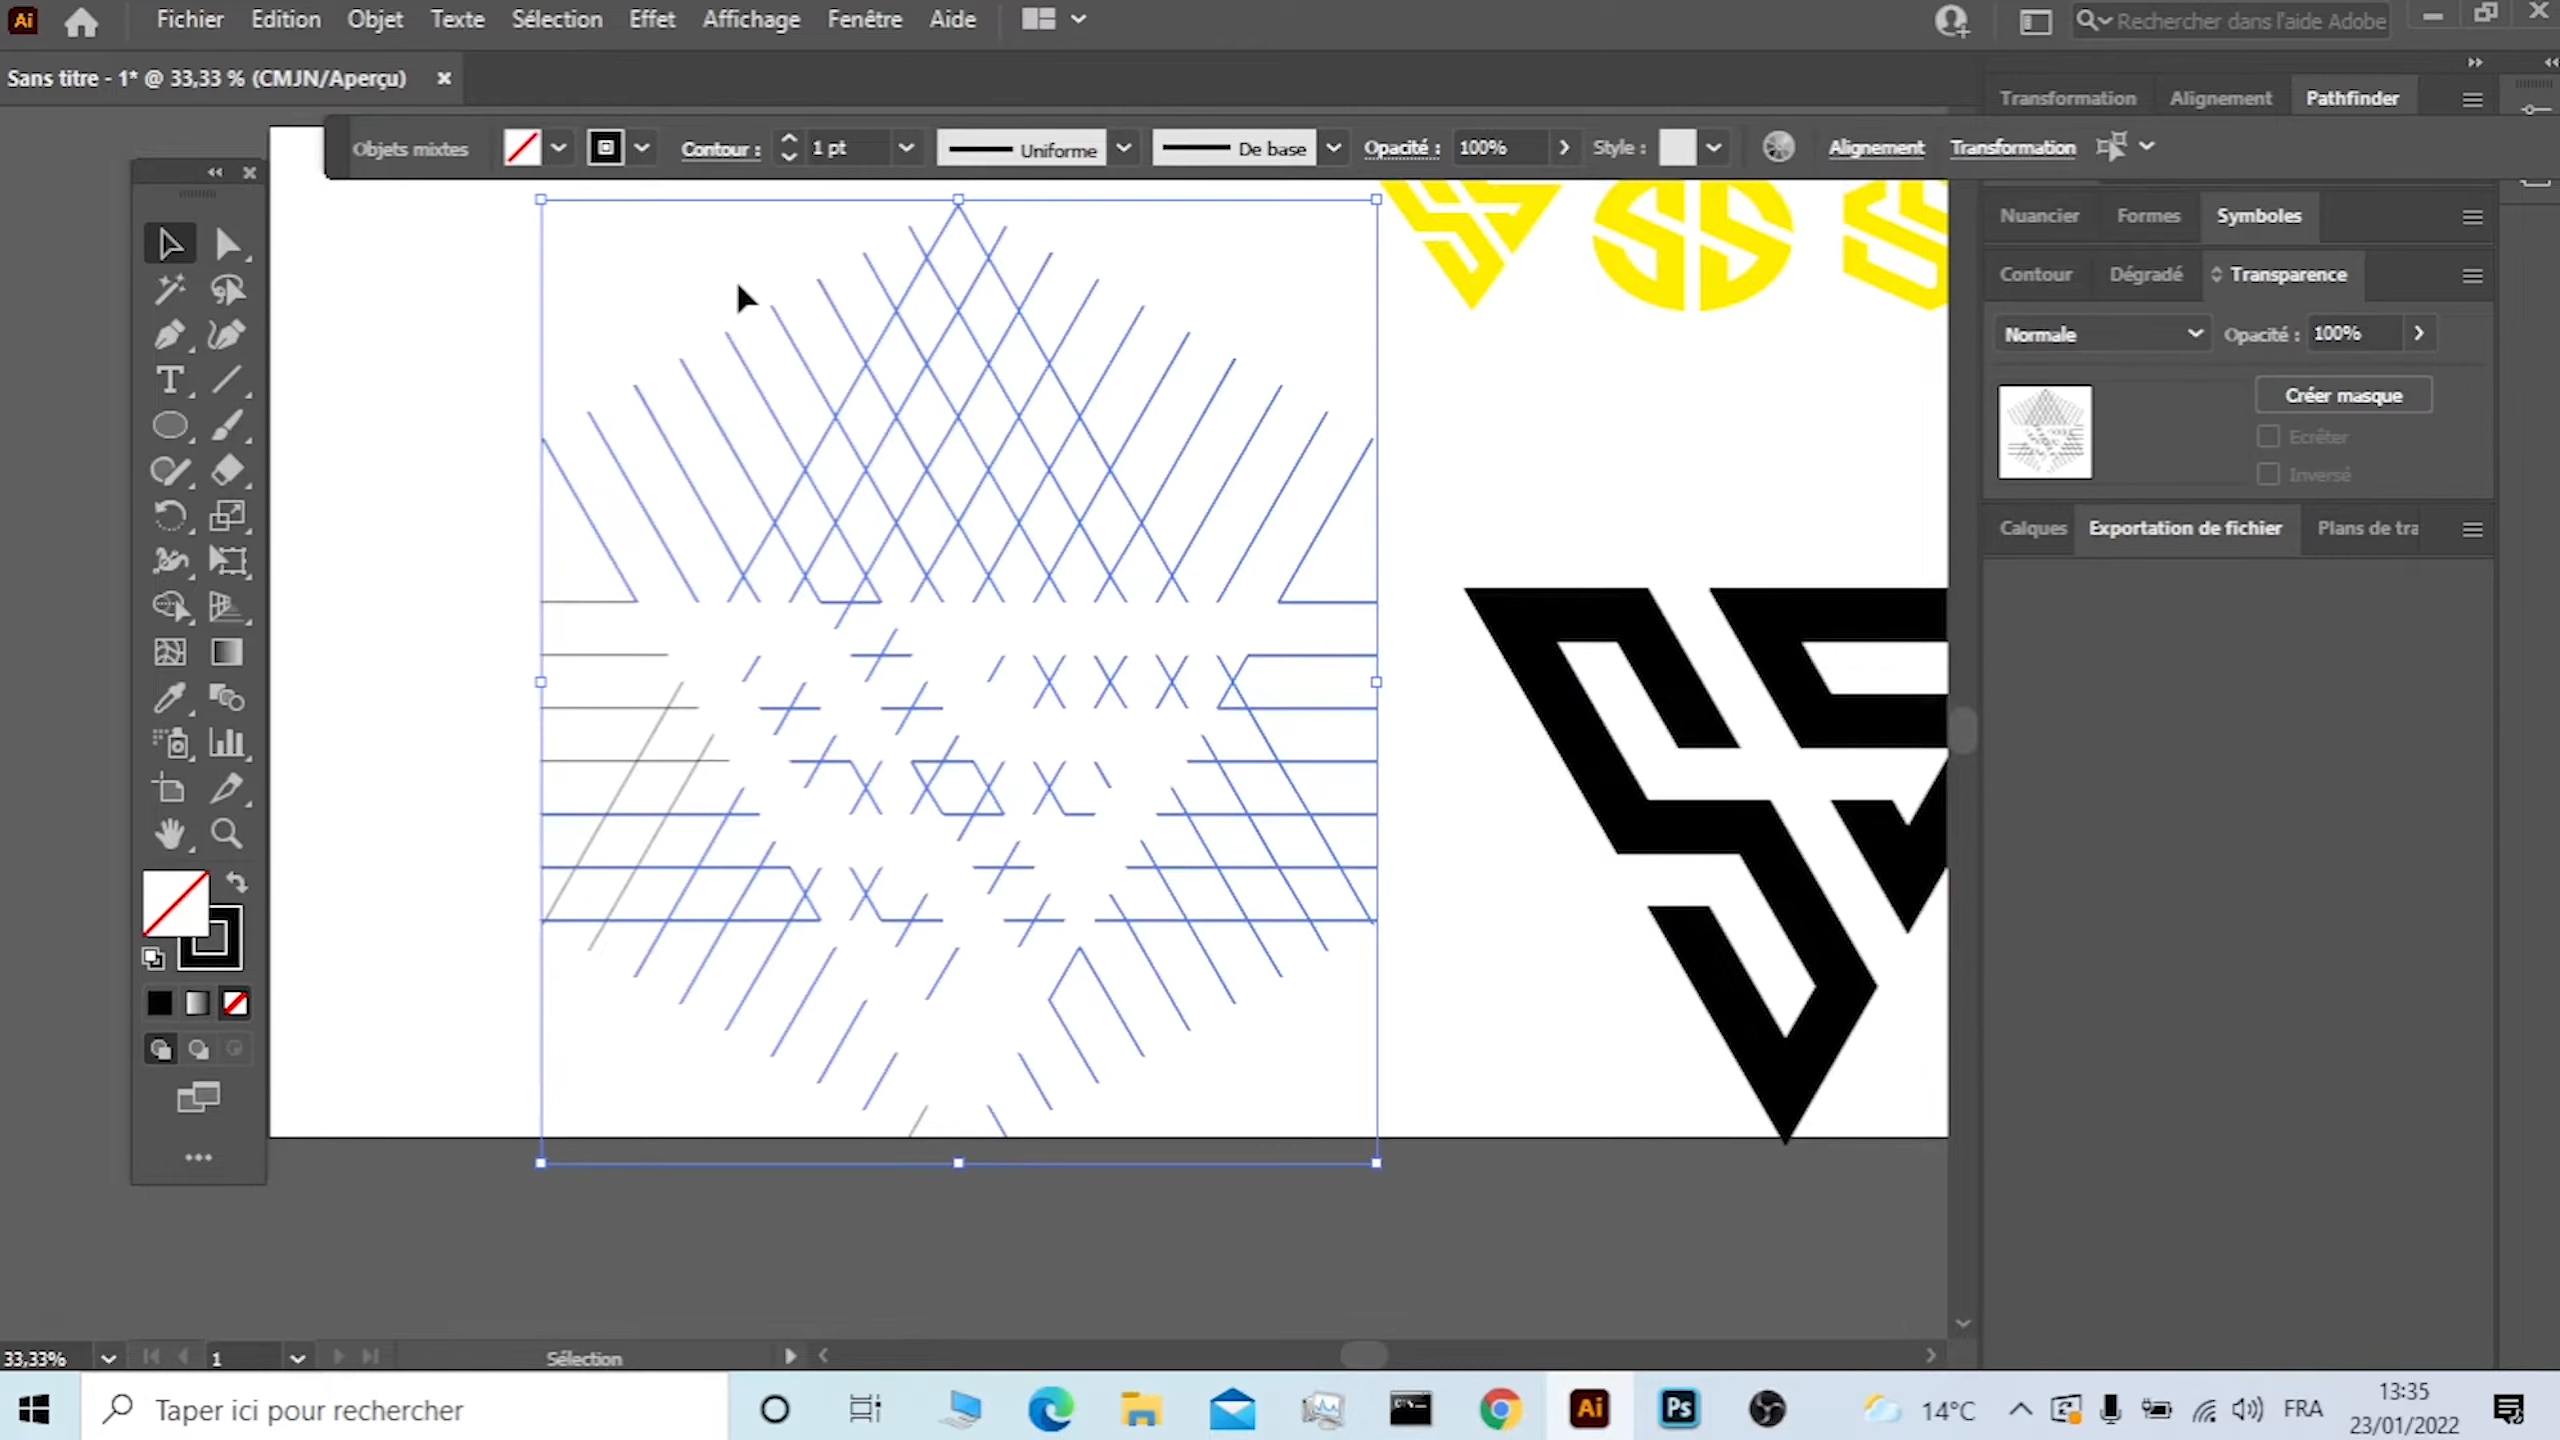 Ai Fichier Edition Objet Texte Sélection Effet Affichage Fenêtre Aide Rechercher dans l'aide Adobe
Sans titre - 1* @ 33,33 % (CMJN/Aperçu)
Transformation Alignement Pathfinder
Objets mixtes Contour : 1 pt Uniforme De base Opacité : 100% Style : Alignement Transformation
Nuancier Formes Symboles
Contour Dégradé Transparence
Normale Opacité : 100%
Créer masque
Ecrêter
Inversé
Calques Exportation de fichier Plans de tra
33,33% 1 Sélection
Taper ici pour rechercher
Ai Ps 14°C FRA 13:35
23/01/2022